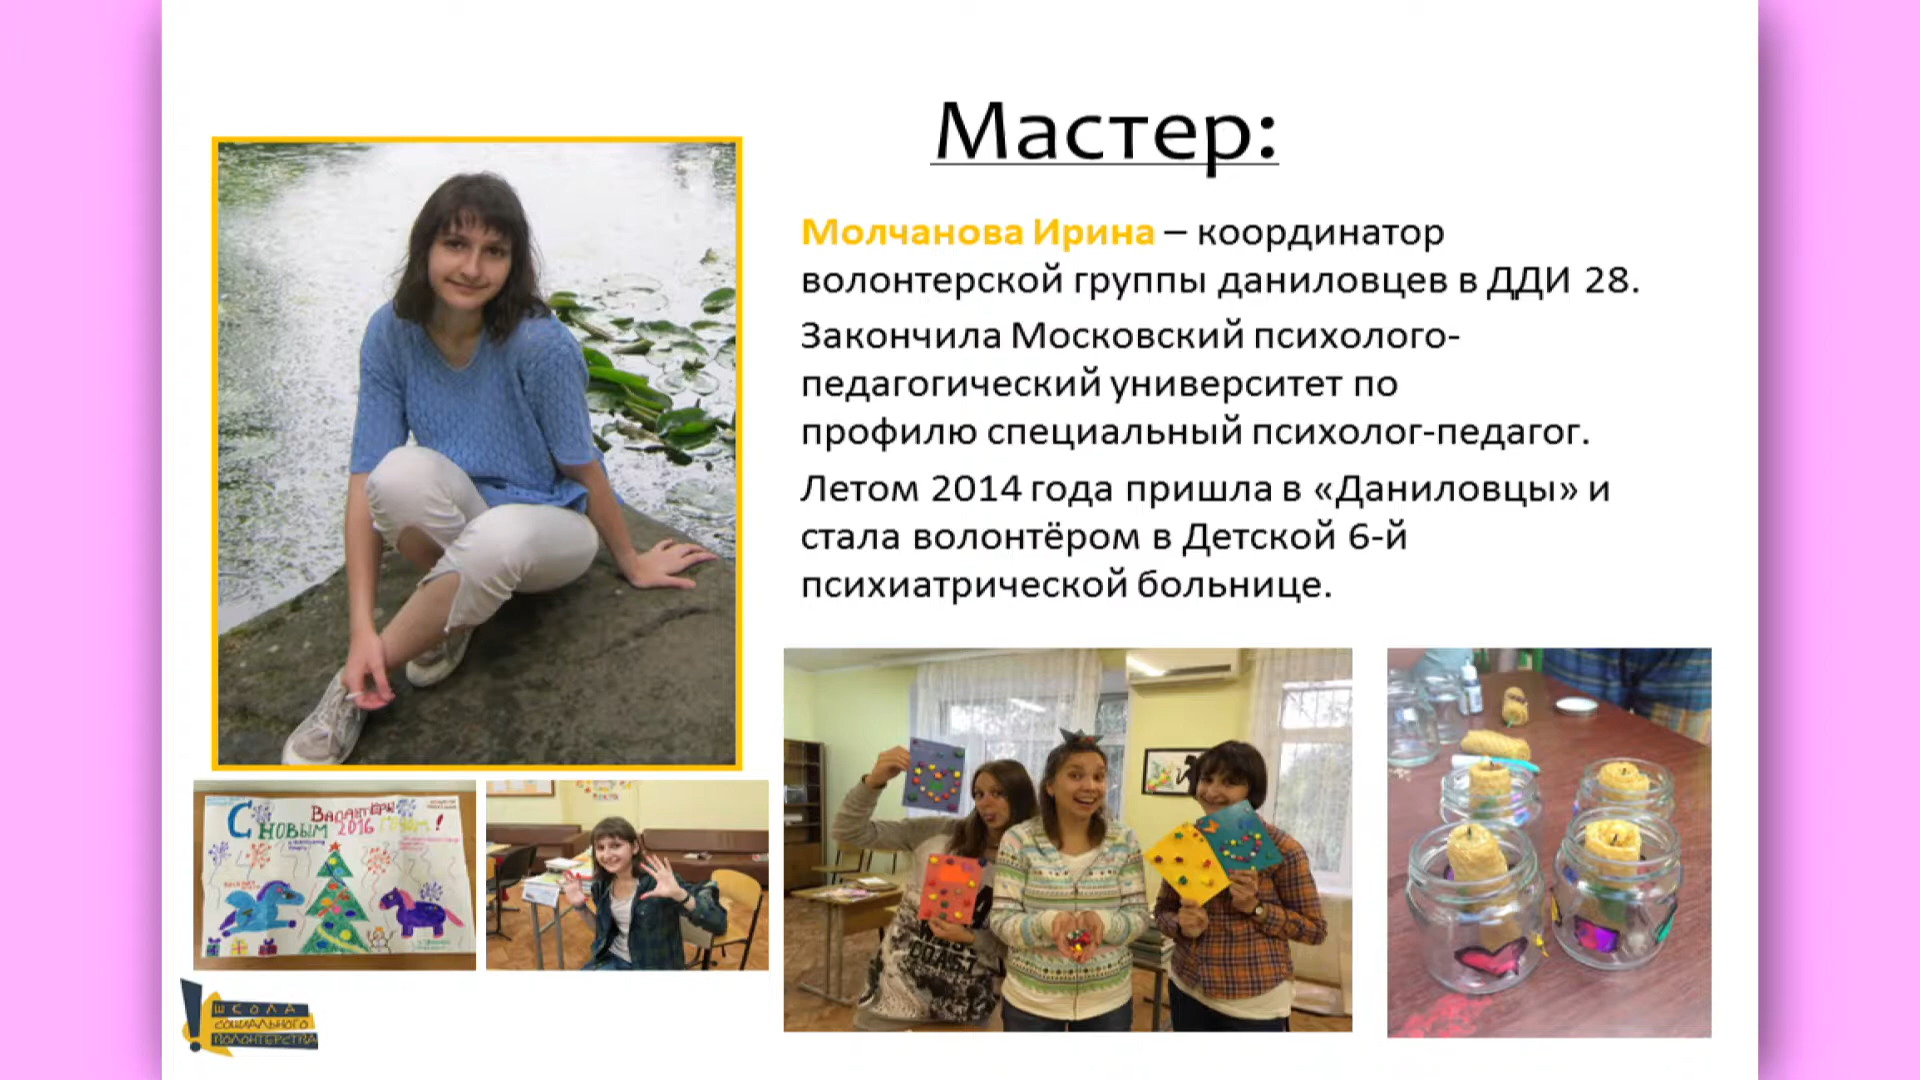 Мастер:
Молчанова Ирина – координатор
волонтерской группы даниловцев в ДДИ 28.
Закончила Московский психолого-
педагогический университет по
профилю специальный психолог-педагог.
Летом 2014 года пришла в «Даниловцы» и
стала волонтёром в Детской 6-й
психиатрической больнице.
Валантёры
С НОВЫМ 2016 годом!
ШКОЛА
СОЦИАЛЬНОГО
ВОЛОНТЕРСТВА